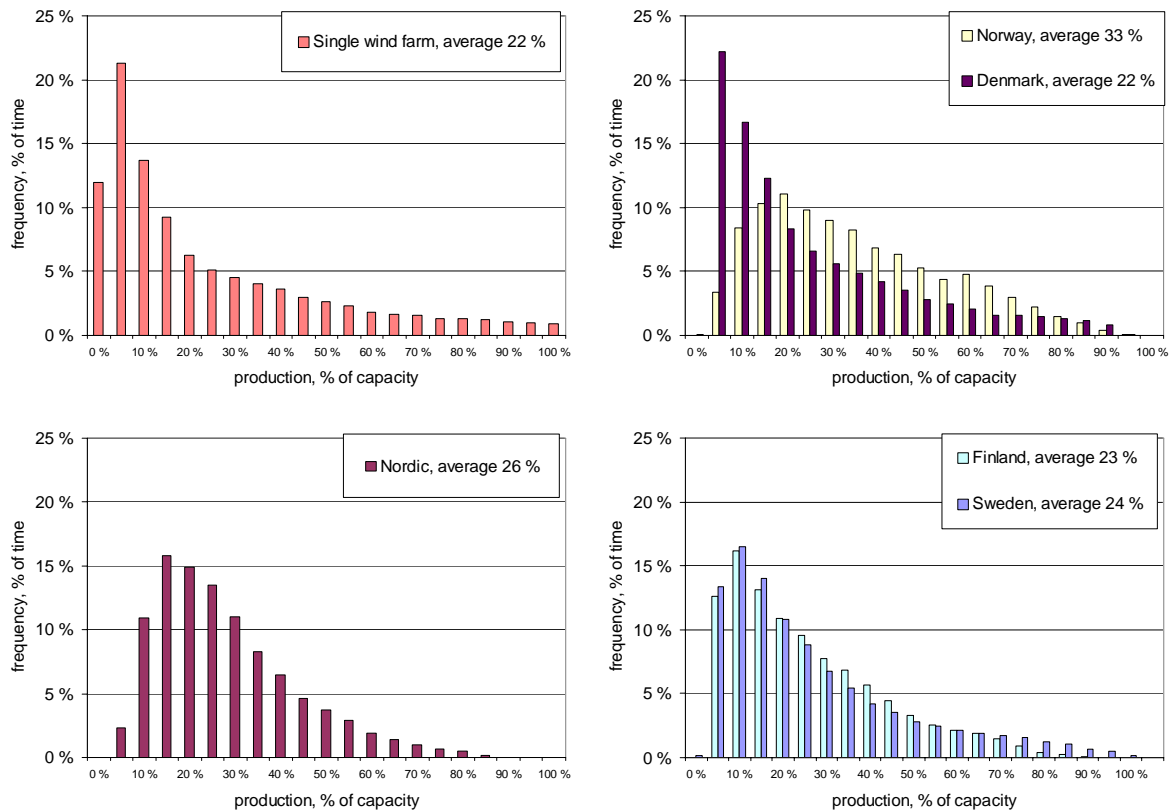 25 %
20 %
15 %
10 %
5 %
0 %
frequency, % of time
Single wind farm, average 22 %
0 % 10 % 20 % 30 % 40 % 50 % 60 % 70 % 80 % 90 % 100 %
production, % of capacity
25 %
20 %
15 %
10 %
5 %
0 %
frequency, % of time
Norway, average 33 %
Denmark, average 22 %
0 % 10 % 20 % 30 % 40 % 50 % 60 % 70 % 80 % 90 % 100 %
production, % of capacity
25 %
20 %
15 %
10 %
5 %
0 %
frequency, % of time
Nordic, average 26 %
0 % 10 % 20 % 30 % 40 % 50 % 60 % 70 % 80 % 90 % 100 %
production, % of capacity
25 %
20 %
15 %
10 %
5 %
0 %
frequency, % of time
Finland, average 23 %
Sweden, average 24 %
0 % 10 % 20 % 30 % 40 % 50 % 60 % 70 % 80 % 90 % 100 %
production, % of capacity